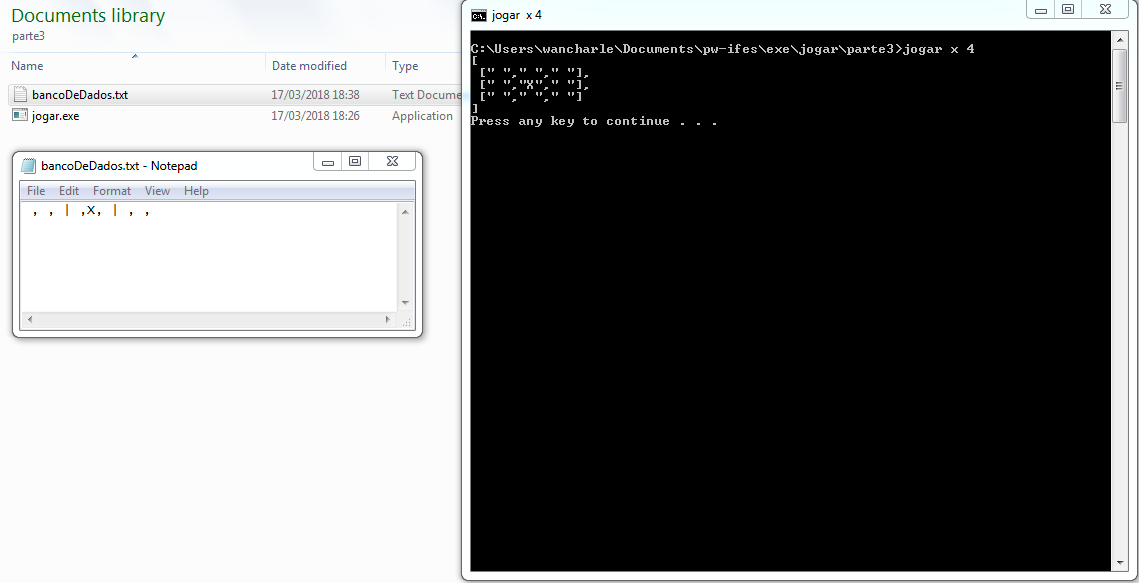 Documents library
parte3
Name Date modified Type
bancoDeDados.txt 17/03/2018 18:38 Text Docume
jogar.exe 17/03/2018 18:26 Application
bancoDeDados.txt - Notepad
File Edit Format View Help
 , , | ,X, | , , 
C:\. jogar x 4
C:\Users\wancharle\Documents\pw-ifes\exe\jogar\parte3>jogar x 4
[
 [" "," "," "],
 [" ","X"," "],
 [" "," "," "]
]
Press any key to continue . . .